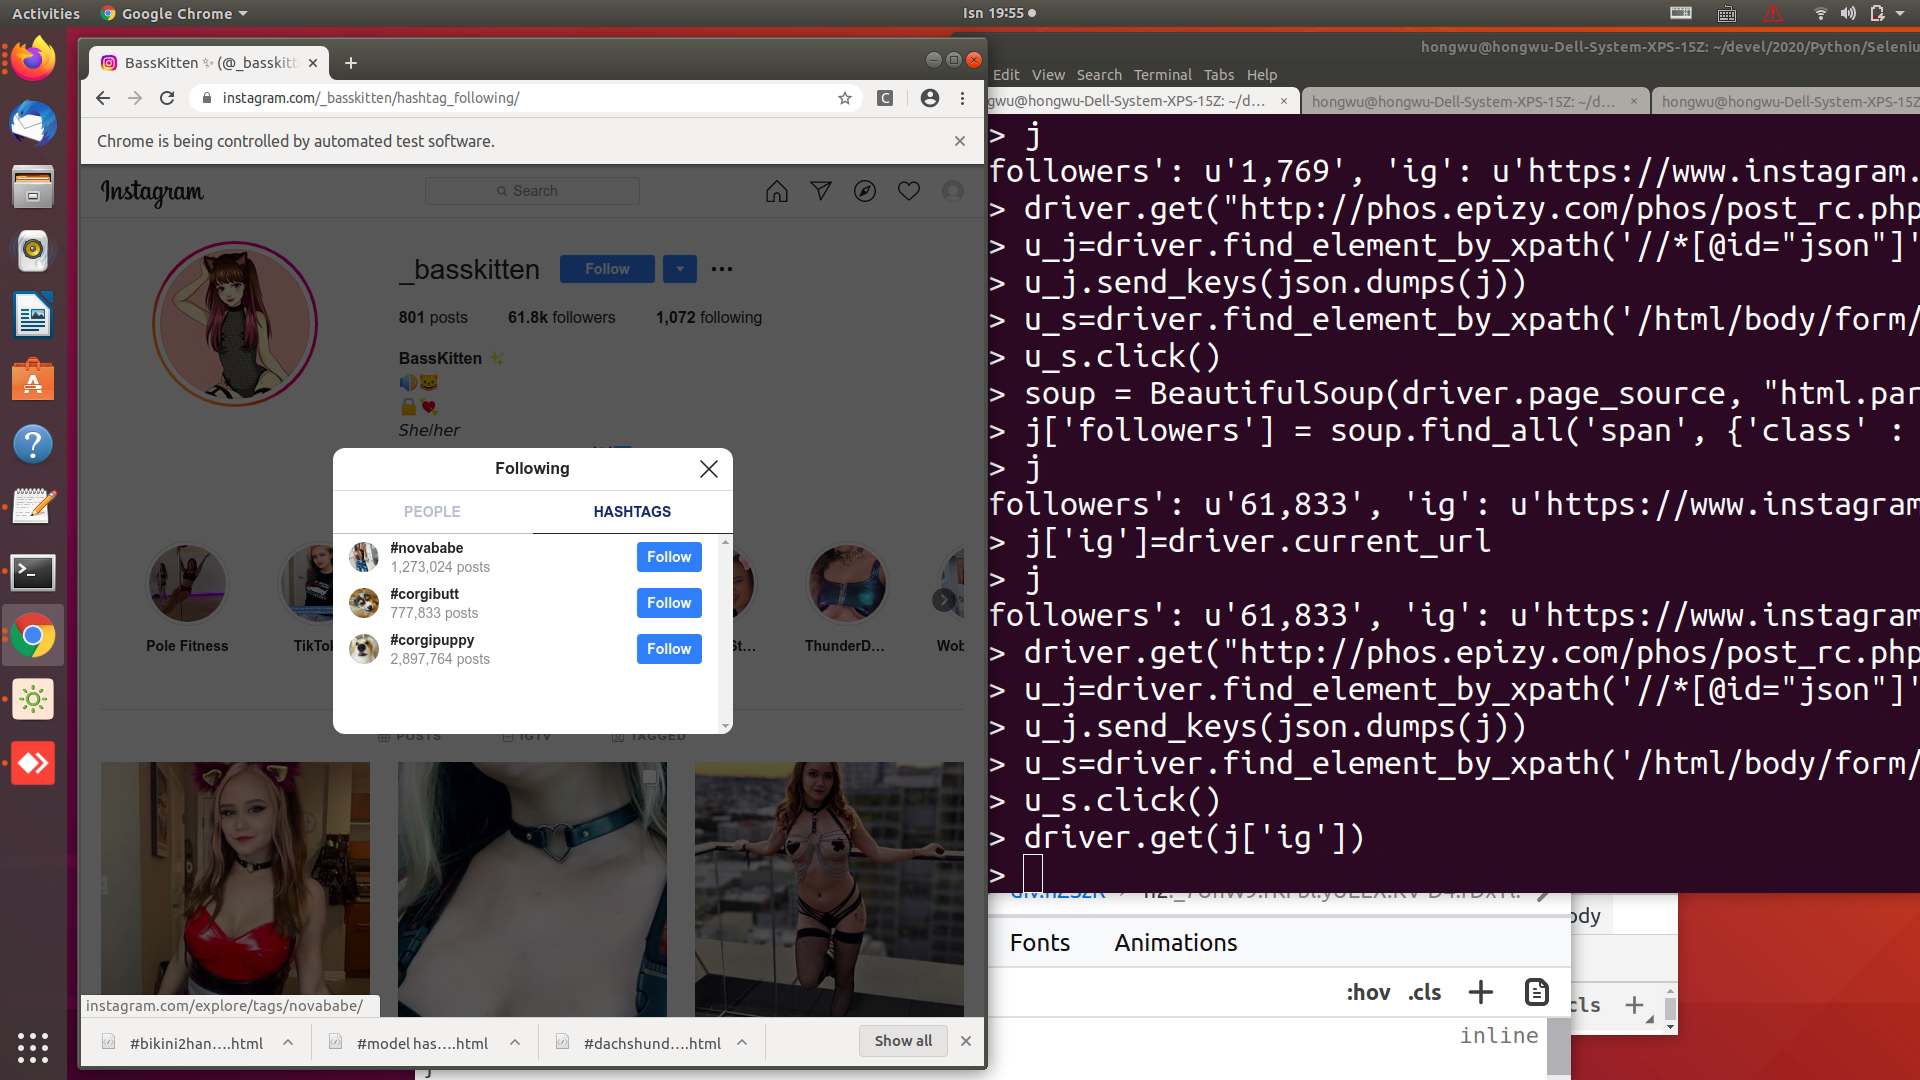 Activities
Google Chrome
Isn 19:55
BassKitten ✨ (@_basskitt
Chrome is being controlled by automated test software.
instagram.com/_basskitten/hashtag_following/
Instagram
Search
_basskitten
Follow
801 posts
61.8k followers
1,072 following
BassKitten ✨
🔊😺
🔒💘
She/her
Following
PEOPLE
HASHTAGS
#novababe
1,273,024 posts
Follow
#corgibutt
777,833 posts
Follow
#corgipuppy
2,897,764 posts
Follow
Pole Fitness
TikTok
St...
ThunderD...
Wob
POSTS
IGTV
TAGGED
instagram.com/explore/tags/novababe/
#bikini2han....html
#model has....html
#dachshund....html
Show all
hongwu@hongwu-Dell-System-XPS-15Z: ~/devel/2020/Python/Seleniu
Edit View Search Terminal Tabs Help
gwu@hongwu-Dell-System-XPS-15Z: ~/d...
hongwu@hongwu-Dell-System-XPS-15Z: ~/d...
hongwu@hongwu-Dell-System-XPS-15Z
> j
followers': u'1,769', 'ig': u'https://www.instagram.
> driver.get("http://phos.epizy.com/phos/post_rc.php
> u_j=driver.find_element_by_xpath('//*[@id="json"]'
> u_j.send_keys(json.dumps(j))
> u_s=driver.find_element_by_xpath('/html/body/form/
> u_s.click()
> soup = BeautifulSoup(driver.page_source, "html.par
> j['followers'] = soup.find_all('span', {'class' :
> j
followers': u'61,833', 'ig': u'https://www.instagram
> j['ig']=driver.current_url
> j
followers': u'61,833', 'ig': u'https://www.instagram
> driver.get("http://phos.epizy.com/phos/post_rc.php
> u_j=driver.find_element_by_xpath('//*[@id="json"]'
> u_j.send_keys(json.dumps(j))
> u_s=driver.find_element_by_xpath('/html/body/form/
> u_s.click()
> driver.get(j['ig'])
>
Fonts
Animations
:hov .cls
inline
ody
cls